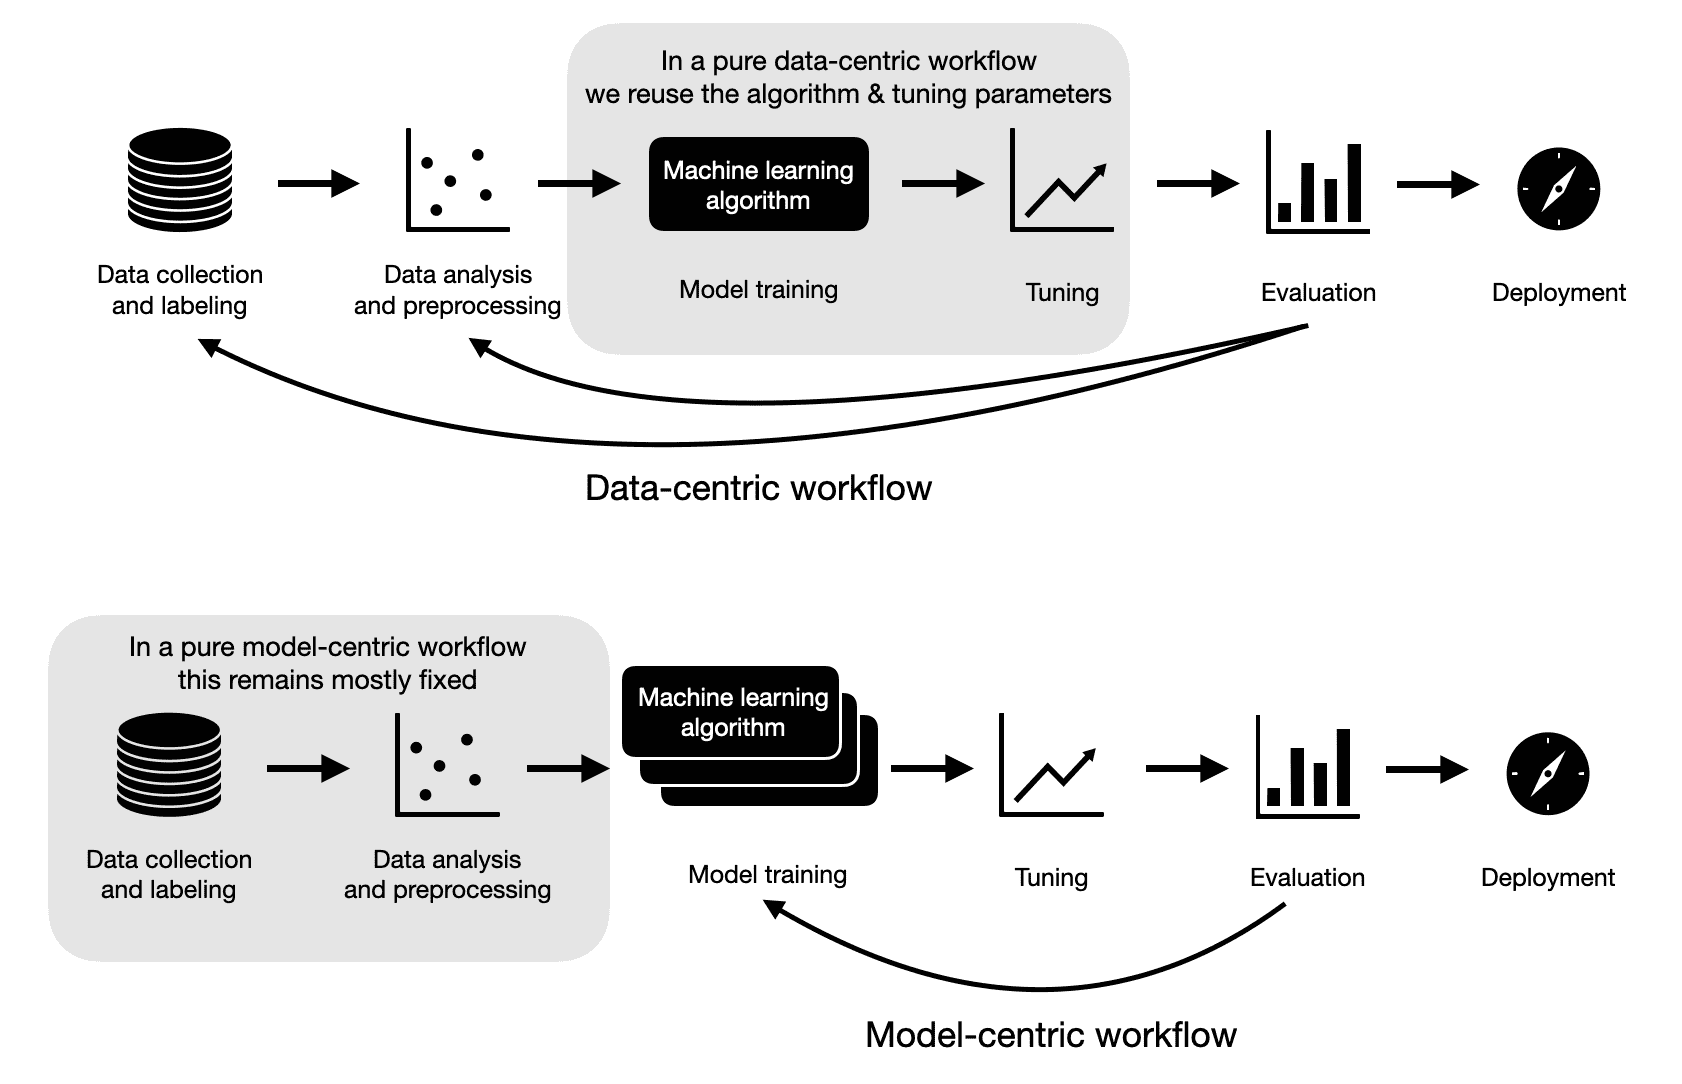 In a pure data-centric workflow
we reuse the algorithm & tuning parameters
Machine learning
algorithm
Data collection
and labeling
Data analysis
and preprocessing
Model training
Tuning
Evaluation
Deployment
Data-centric workflow
In a pure model-centric workflow
this remains mostly fixed
Machine learning
algorithm
Data collection
and labeling
Data analysis
and preprocessing
Model training
Tuning
Evaluation
Deployment
Model-centric workflow